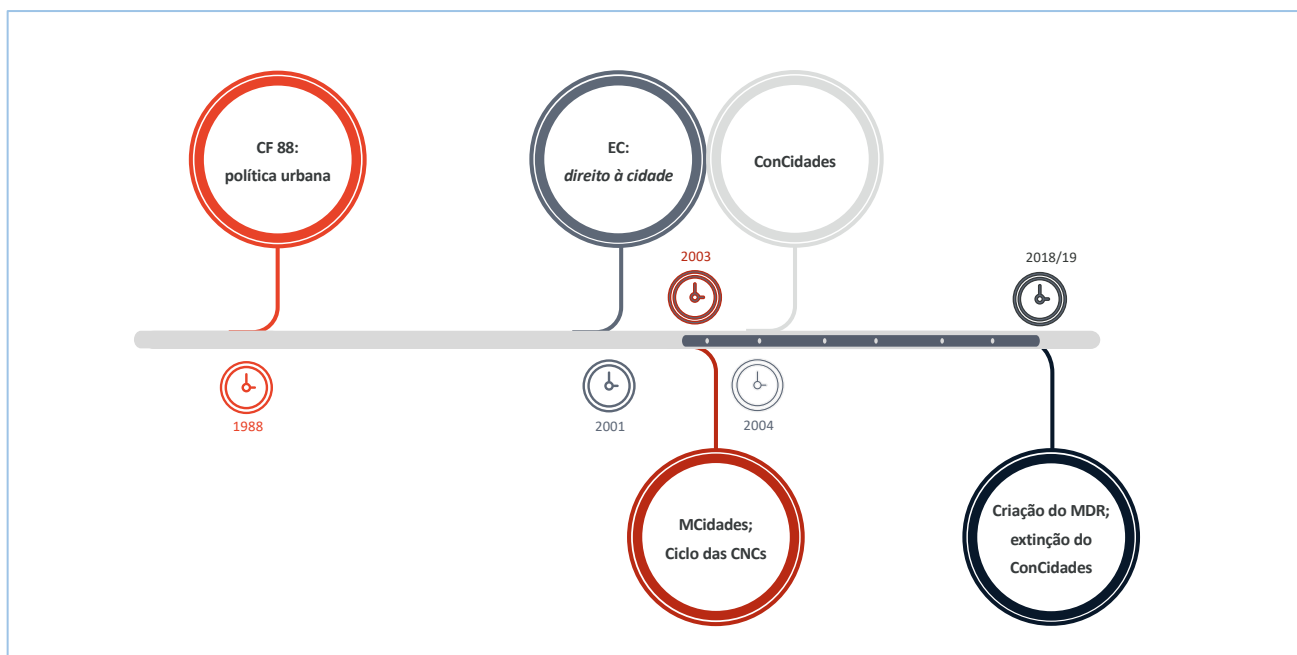 CF 88:
política urbana
EC:
direito à cidade
ConCidades
2003
2018/19
1988
2001
2004
MCidades;
Ciclo das CNCs
Criação do MDR;
extinção do
ConCidades